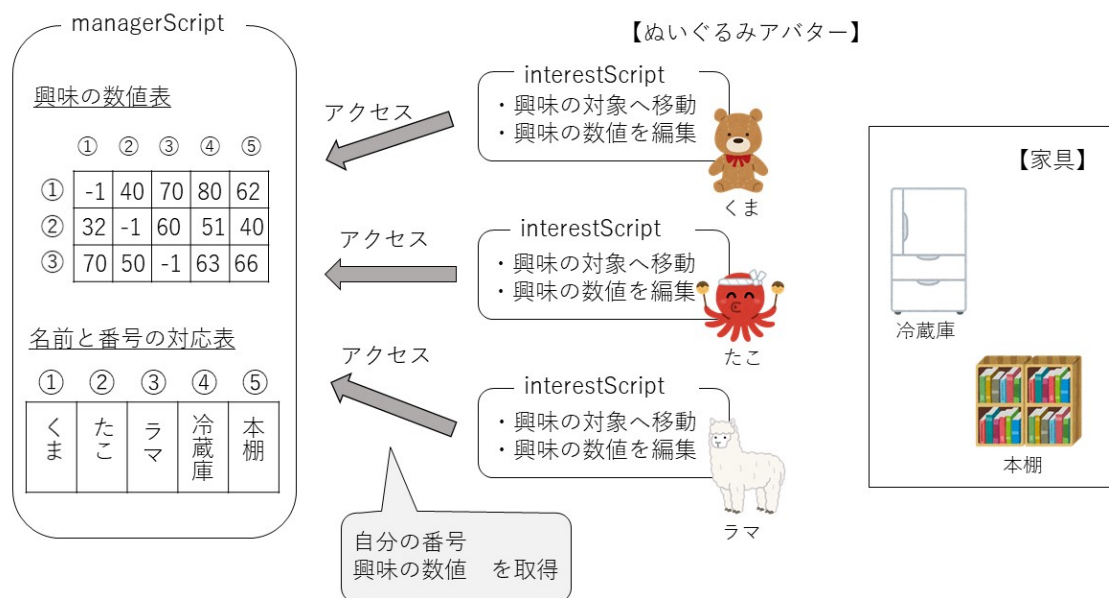 managerScript
興味の数値表
① ② ③ ④ ⑤
① -1 40 70 80 62
② 32 -1 60 51 40
③ 70 50 -1 63 66
名前と番号の対応表
① ② ③ ④ ⑤
くま たこ ラマ 冷蔵庫 本棚
アクセス
アクセス
アクセス
自分の番号
興味の数値 を取得
【ぬいぐるみアバター】
interestScript
・興味の対象へ移動
・興味の数値を編集
くま
interestScript
・興味の対象へ移動
・興味の数値を編集
たこ
interestScript
・興味の対象へ移動
・興味の数値を編集
ラマ
【家具】
冷蔵庫
本棚